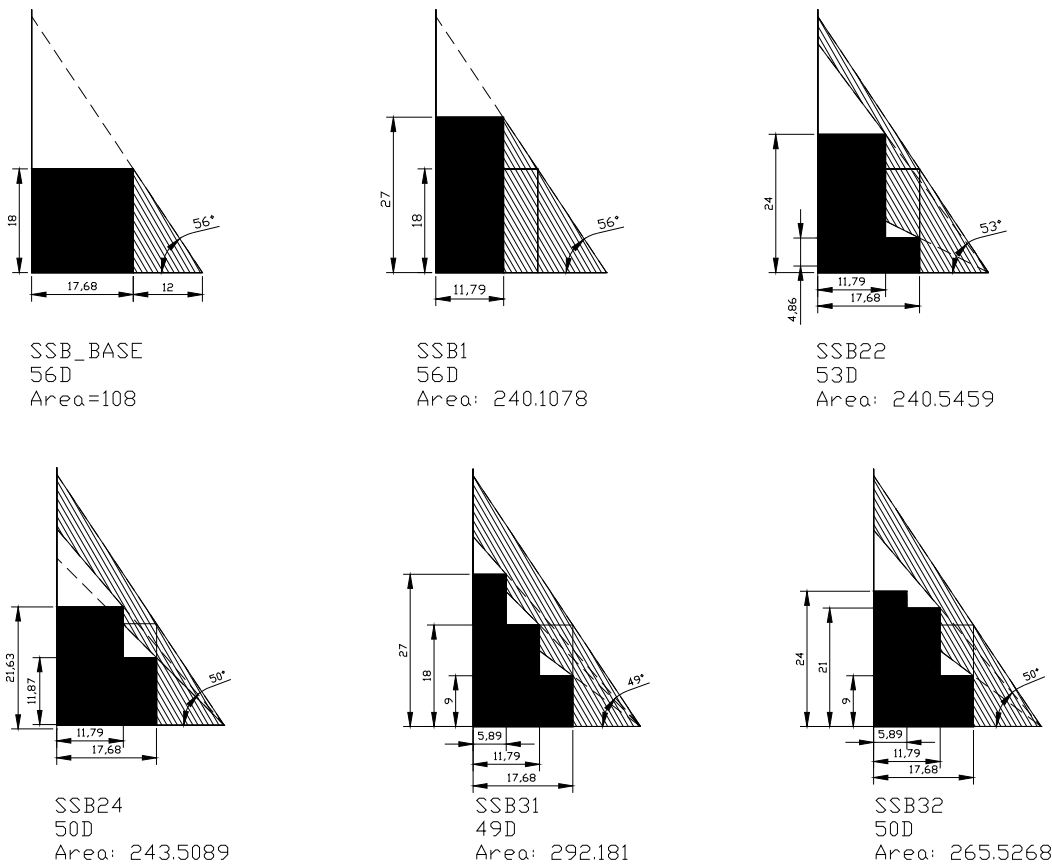 56°
18
17,68
12
SSB_BASE
56D
Area=108
27
18
56°
11,79
SSB1
56D
Area: 240.1078
24
4,86
53°
11,79
17,68
SSB22
53D
Area: 240.5459
21,63
11,87
50°
11,79
17,68
SSB24
50D
Area: 243.5089
27
18
9
49°
5,89
11,79
17,68
SSB31
49D
Area: 292.181
24
21
9
50°
5,89
11,79
17,68
SSB32
50D
Area: 265.5268